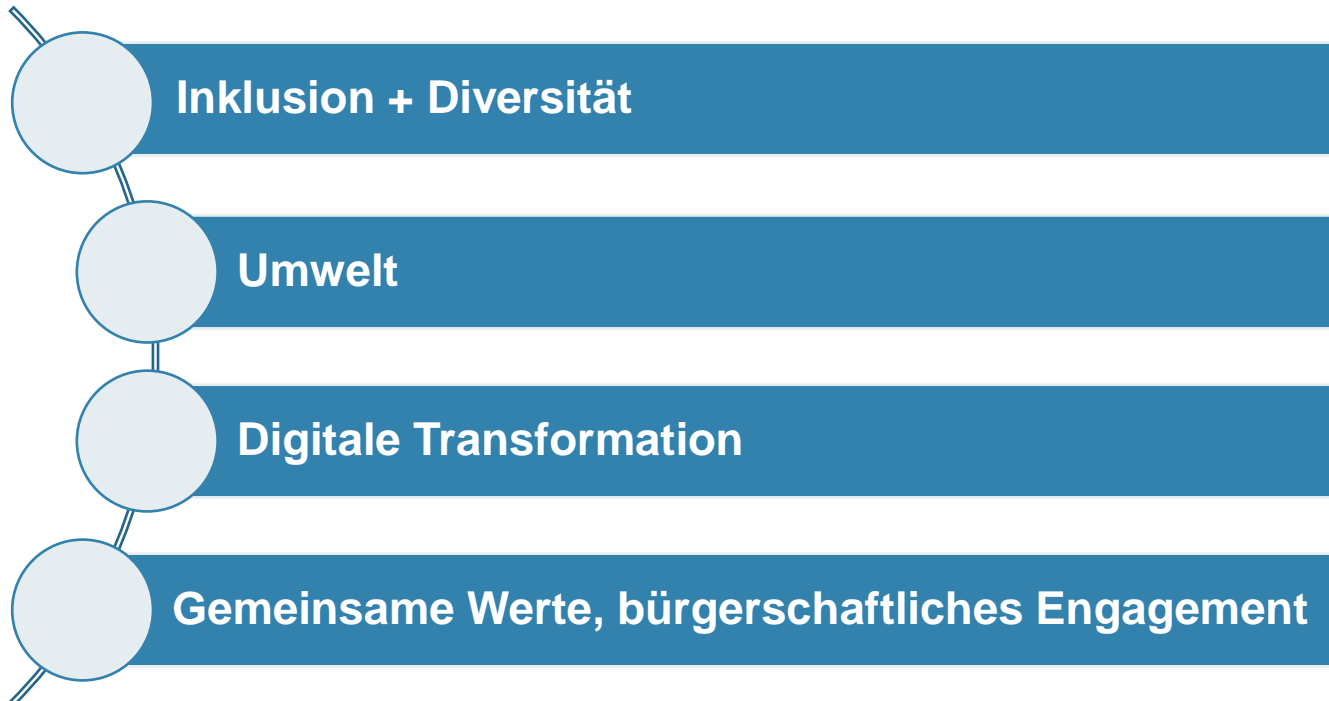 Inklusion + Diversität
Umwelt
Digitale Transformation
Gemeinsame Werte, bürgerschaftliches Engagement